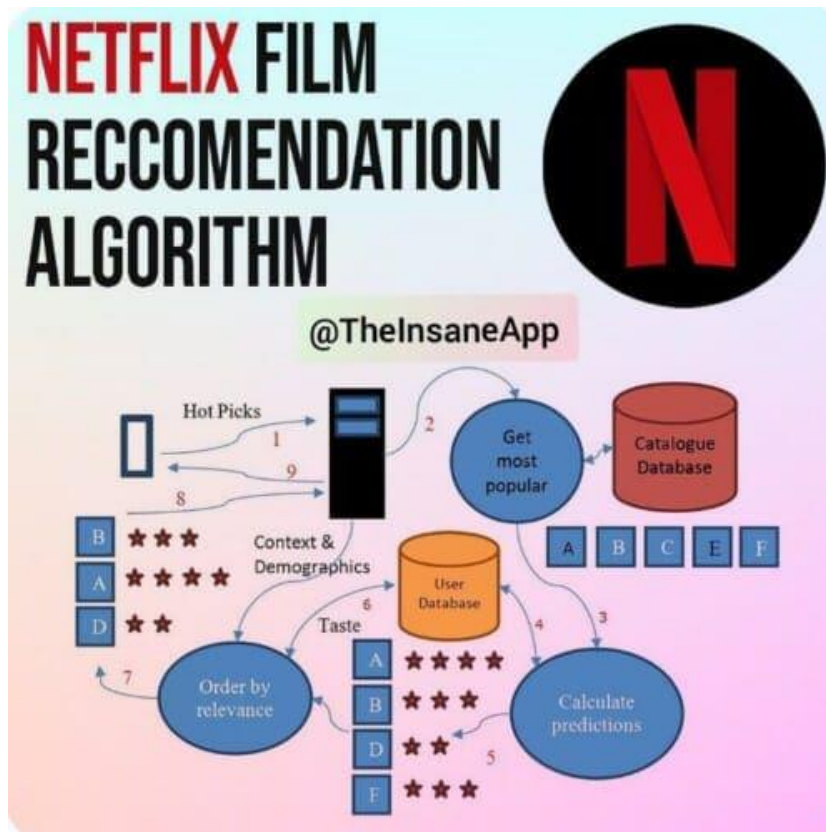 NETFLIX FILM
RECCOMENDATION
ALGORITHM
N
@TheInsaneApp
Hot Picks
1
2
Get
most
popular
Catalogue
Database
9
8
B
A
D
Context &
Demographics
A B C E F
User
Database
6
Taste
4
3
7
Order by
relevance
A
B
D
F
5
Calculate
predictions